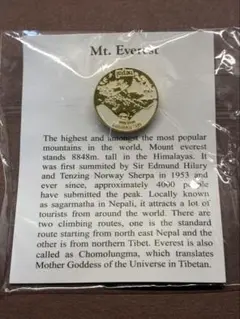 Mt. Everest
The highest and amongst the most popular
mountains in the world, Mount everest
stands 8848m. tall in the Himalayas. It
was first summited by Sir Edmund Hilary
and Tenzing Norway Sherpa in 1953 and
ever since, approximately 4000 people
have submitted the peak. Locally known
as sagarmatha in Nepali, it attracts a lot of
tourists from around the world. There are
two climbing routes, one is the standard
route starting from north east Nepal and the
other is from northern Tibet. Everest is also
called as Chomolungma, which translates
Mother Goddess of the Universe in Tibetan.